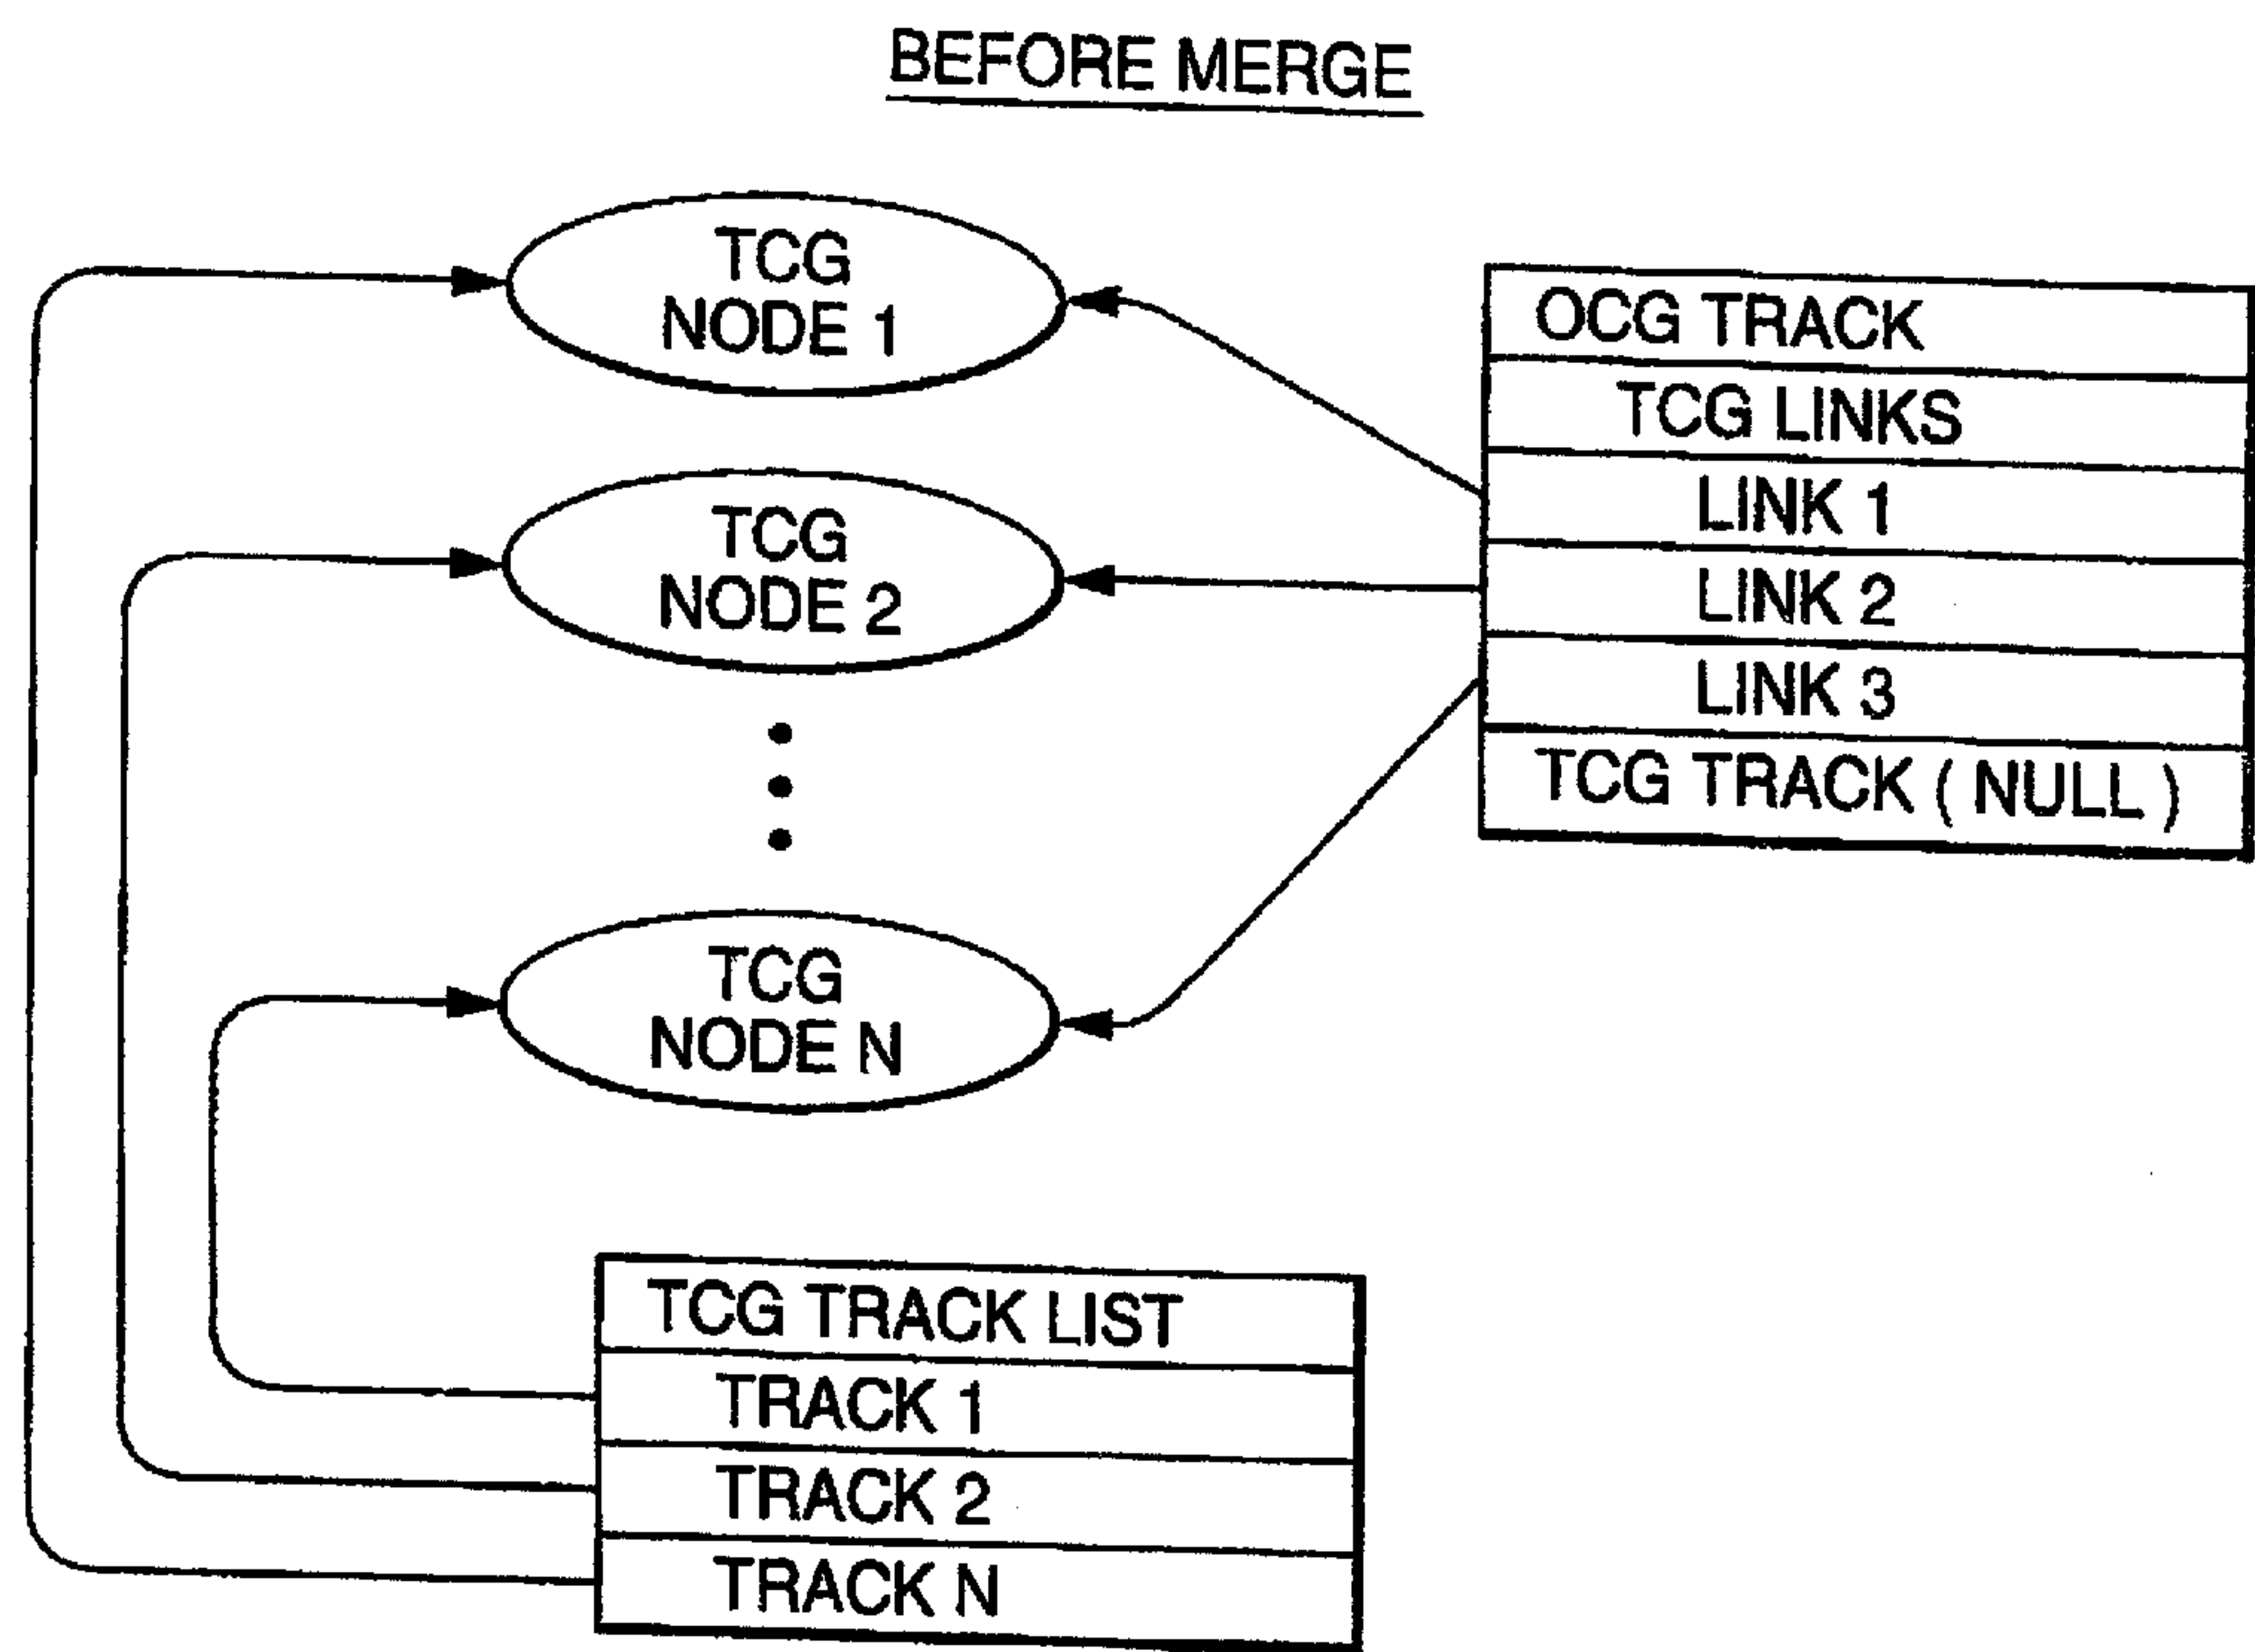 BEFORE MERGE
TCG
NODE 1
TCG
NODE 2
TCG
NODE N
OCG TRACK
TCG LINKS
LINK 1
LINK 2
LINK 3
TCG TRACK ( NULL )
TCG TRACK LIST
TRACK 1
TRACK 2
TRACK N